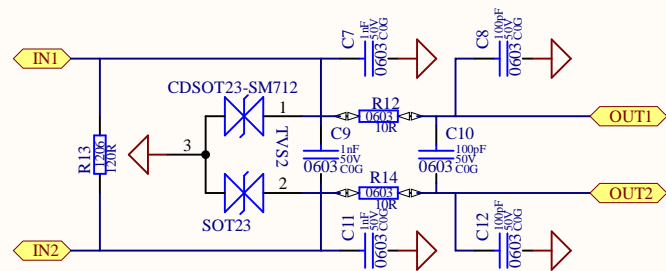 IN1
C7
1nF
50V
0603
C0G
C8
100pF
50V
0603
C0G
CDSOT23-SM712
1
R12
0603
10R
OUT1
R13
1206
120R
3
TVS2
C9
1nF
50V
0603
C0G
C10
100pF
50V
0603
C0G
2
R14
0603
10R
OUT2
SOT23
IN2
C11
1nF
50V
0603
C0G
C12
100pF
50V
0603
C0G